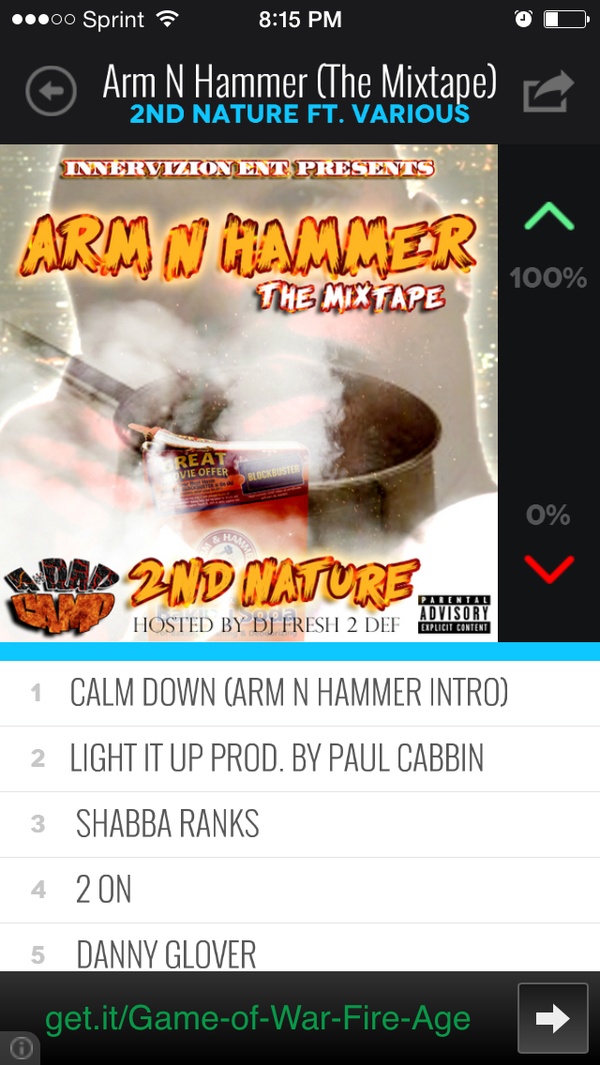 Sprint 8:15 PM
Arm N Hammer (The Mixtape)
2ND NATURE FT. VARIOUS
INNERVIZION ENT PRESENTS
ARM N HAMMER
THE MIXTAPE
100%
GREAT
MOVIE OFFER
BLOCKBUSTER
0%
& HAMM
K-RAD
CAMP
2ND NATURE
HOSTED BY DJ FRESH 2 DEF
PARENTAL
ADVISORY
EXPLICIT CONTENT
1 CALM DOWN (ARM N HAMMER INTRO)
2 LIGHT IT UP PROD. BY PAUL CABBIN
3 SHABBA RANKS
4 2 ON
5 DANNY GLOVER
get.it/Game-of-War-Fire-Age